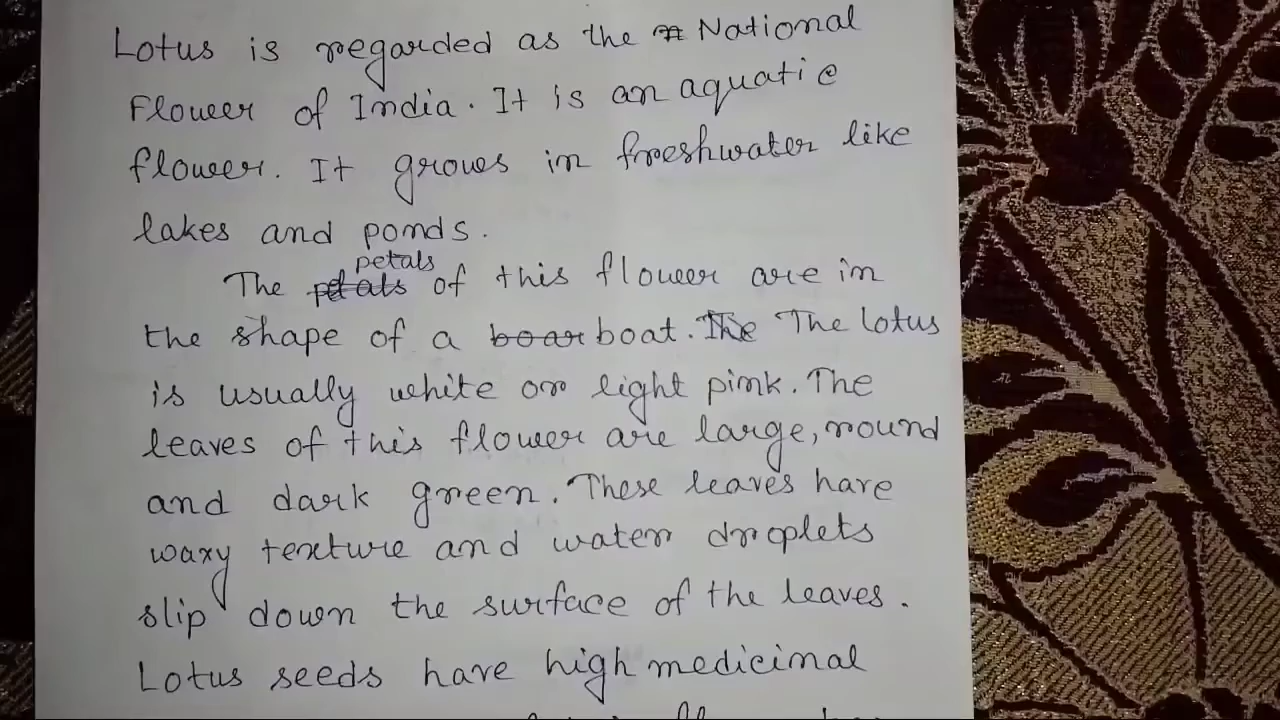 Lotus is regarded as the National
Flower of India. It is an aquatic
flower. It grows in freshwater like
lakes and ponds.
The petals of this flower are in
the shape of a boar boat. The The lotus
is usually white or light pink. The
leaves of this flower are large, round
and dark green. These leaves have
waxy texture and water droplets
slip down the surface of the leaves.
Lotus seeds have high medicinal